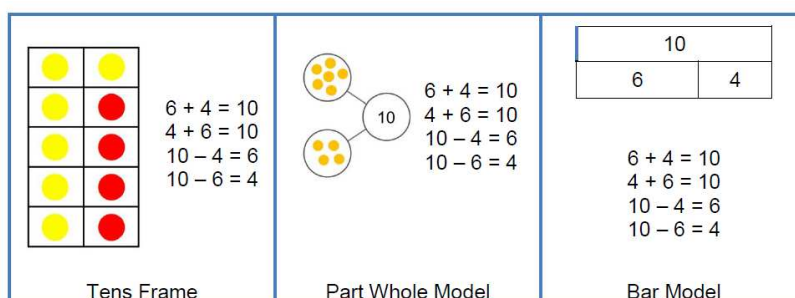 6 + 4 = 10
4 + 6 = 10
10 – 4 = 6
10 – 6 = 4
Tens Frame
10
6 + 4 = 10
4 + 6 = 10
10 – 4 = 6
10 – 6 = 4
Part Whole Model
10
6 4
6 + 4 = 10
4 + 6 = 10
10 – 4 = 6
10 – 6 = 4
Bar Model